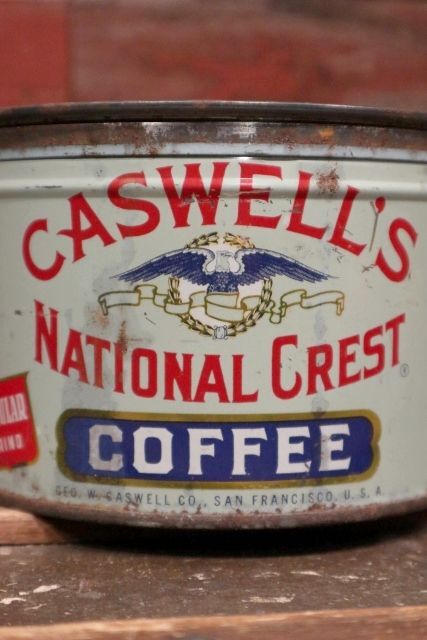 CASWELL'S
NATIONAL CREST
®
COFFEE
GEO. W. CASWELL CO., SAN FRANCISCO, U. S. A